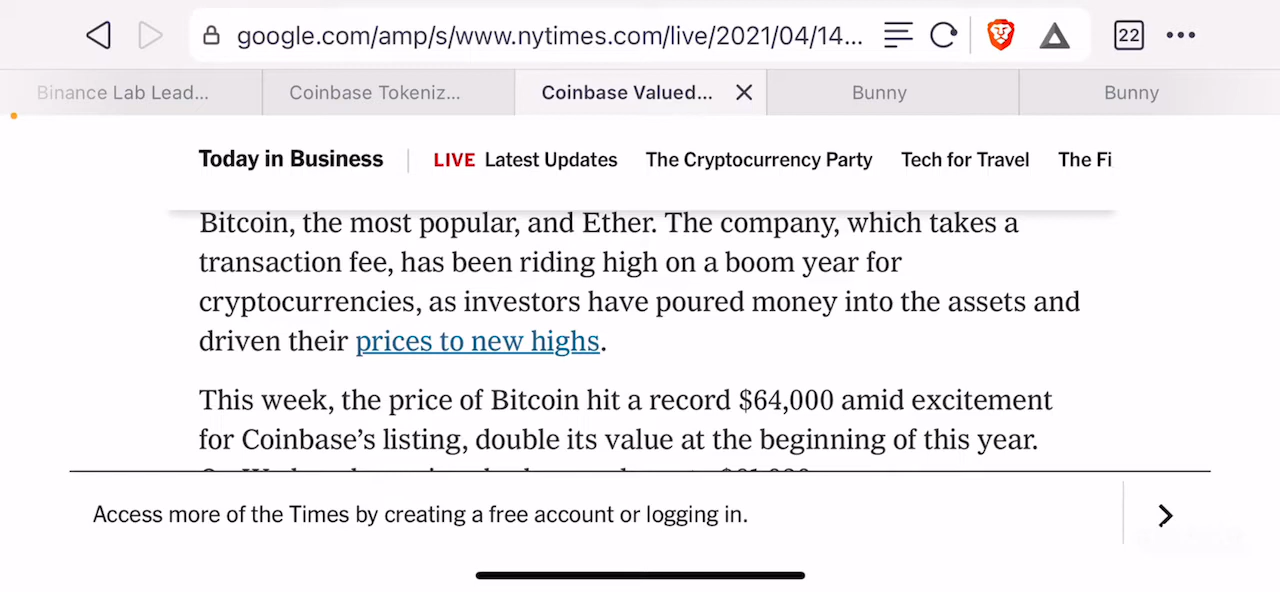 google.com/amp/s/www.nytimes.com/live/2021/04/14...
22
Binance Lab Lead...
Coinbase Tokeniz...
Coinbase Valued...
Bunny
Bunny
Today in Business
LIVE Latest Updates
The Cryptocurrency Party
Tech for Travel
The Fi
Bitcoin, the most popular, and Ether. The company, which takes a
transaction fee, has been riding high on a boom year for
cryptocurrencies, as investors have poured money into the assets and
driven their prices to new highs.
This week, the price of Bitcoin hit a record $64,000 amid excitement
for Coinbase’s listing, double its value at the beginning of this year.
Access more of the Times by creating a free account or logging in.